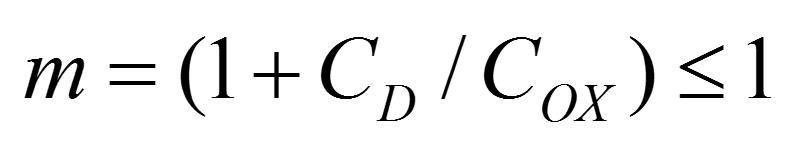 m = (1 + C_D / C_OX) ≤ 1